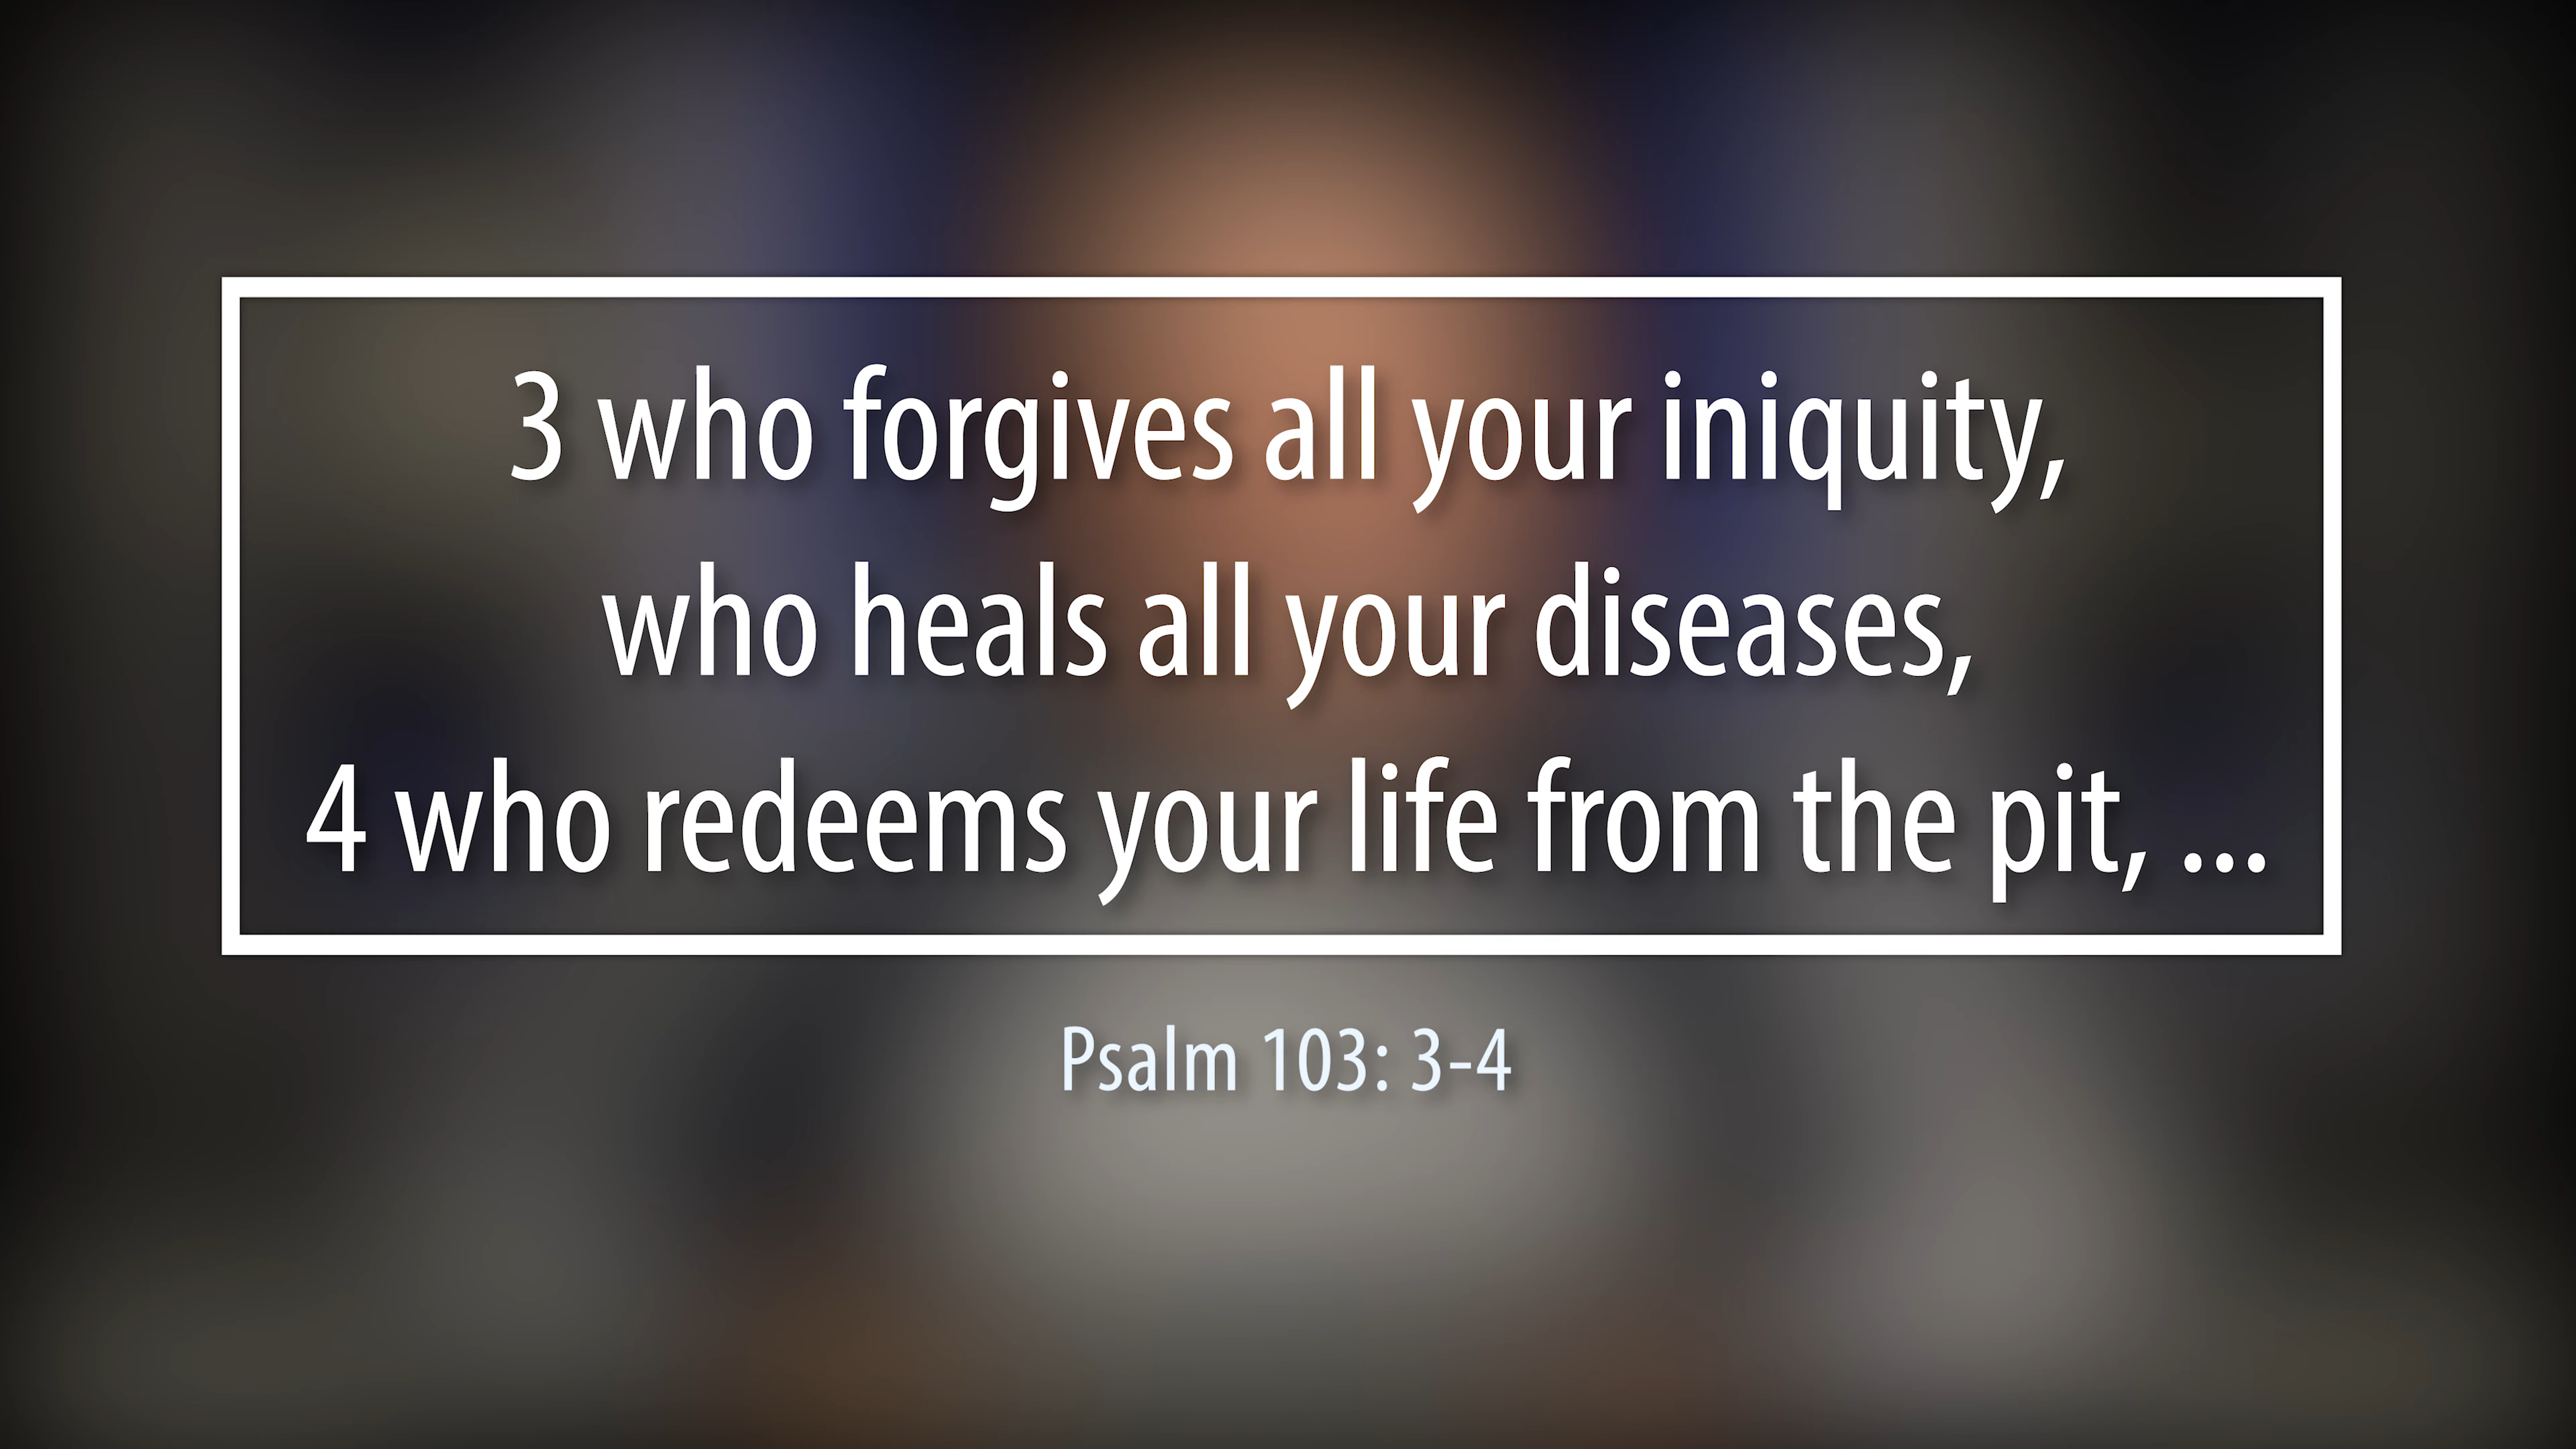 3 who forgives all your iniquity,
who heals all your diseases,
4 who redeems your life from the pit, ...
Psalm 103: 3-4